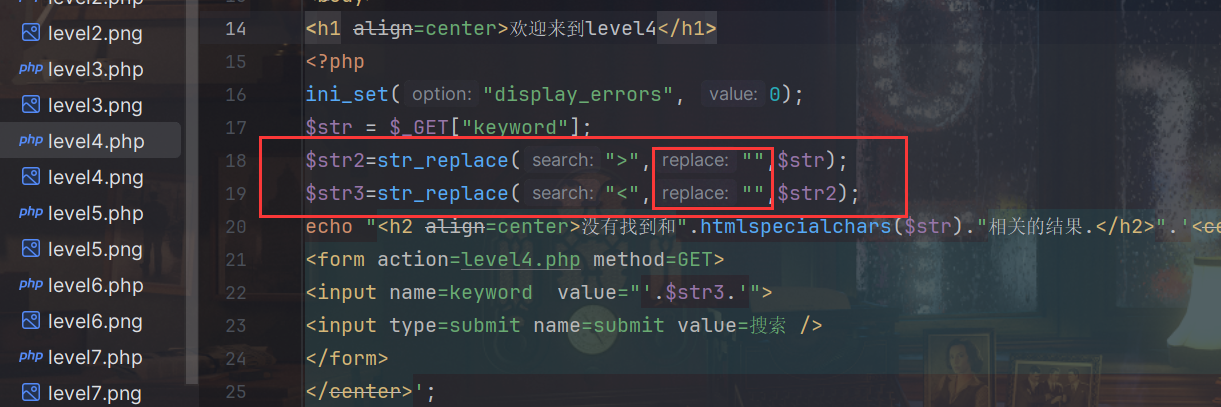 level2.png
php level3.php
level3.png
php level4.php
level4.png
php level5.php
level5.png
php level6.php
level6.png
php level7.php
level7.png
14 <h1 align=center>欢迎来到level4</h1>
15 <?php
16 ini_set( option: "display_errors", value: 0);
17 $str = $_GET["keyword"];
18 $str2=str_replace( search: ">", replace: "",$str);
19 $str3=str_replace( search: "<", replace: "",$str2);
20 echo "<h2 align=center>没有找到和".htmlspecialchars($str)."相关的结果.</h2>".'<ce
21 <form action=level4.php method=GET>
22 <input name=keyword  value="'.$str3.'">
23 <input type=submit name=submit value=搜索 />
24 </form>
25 </center>';